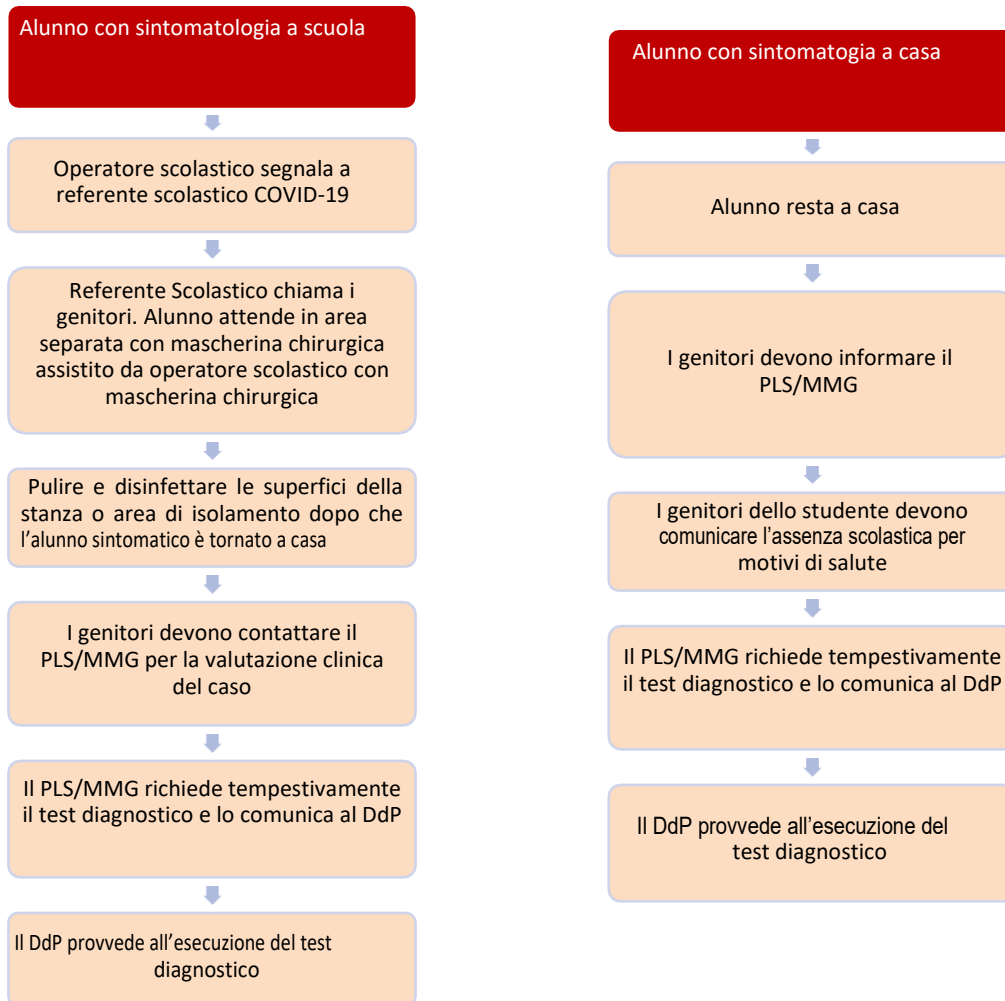 Alunno con sintomatologia a scuola
Operatore scolastico segnala a
referente scolastico COVID-19
Referente Scolastico chiama i
genitori. Alunno attende in area
separata con mascherina chirurgica
assistito da operatore scolastico con
mascherina chirurgica
Pulire e disinfettare le superfici della
stanza o area di isolamento dopo che
l'alunno sintomatico è tornato a casa
I genitori devono contattare il
PLS/MMG per la valutazione clinica
del caso
Il PLS/MMG richiede tempestivamente
il test diagnostico e lo comunica al DdP
Il DdP provvede all'esecuzione del test
diagnostico
Alunno con sintomatogia a casa
Alunno resta a casa
I genitori devono informare il
PLS/MMG
I genitori dello studente devono
comunicare l'assenza scolastica per
motivi di salute
Il PLS/MMG richiede tempestivamente
il test diagnostico e lo comunica al DdP
Il DdP provvede all'esecuzione del
test diagnostico